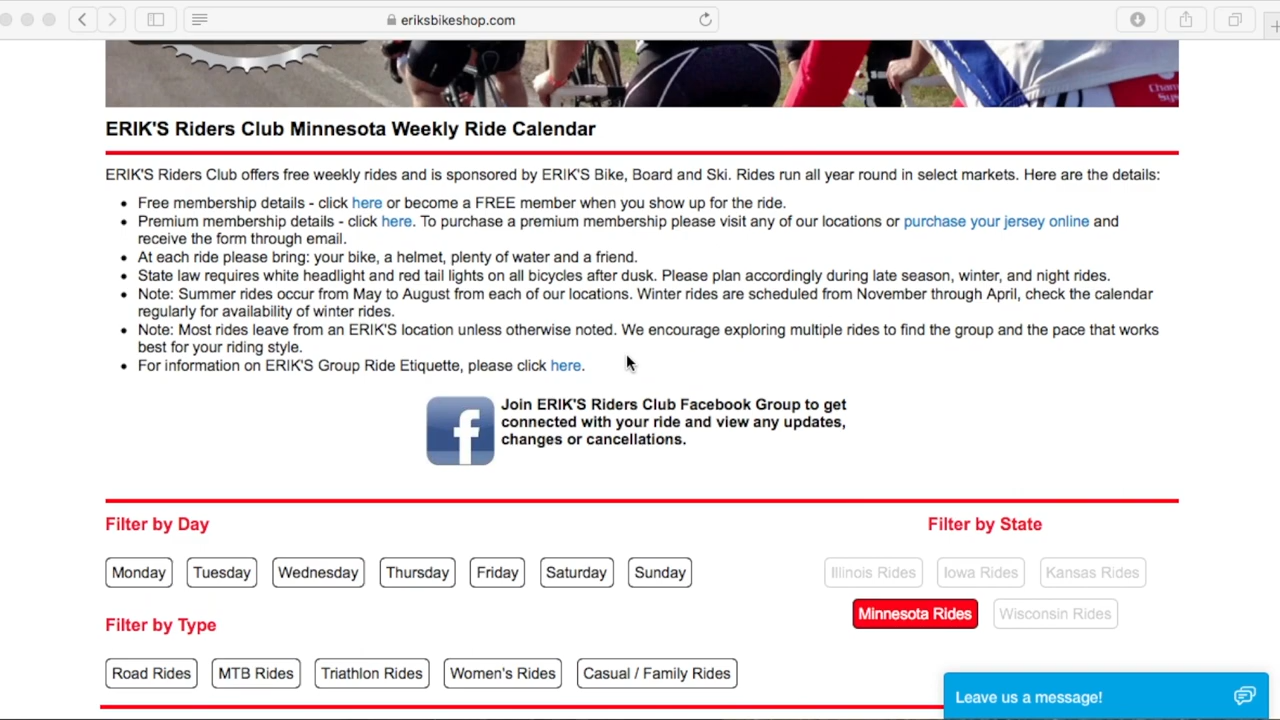 eriksbikeshop.com
ERIK'S Riders Club Minnesota Weekly Ride Calendar
ERIK'S Riders Club offers free weekly rides and is sponsored by ERIK'S Bike, Board and Ski. Rides run all year round in select markets. Here are the details:
• Free membership details - click here or become a FREE member when you show up for the ride.
• Premium membership details - click here. To purchase a premium membership please visit any of our locations or purchase your jersey online and
receive the form through email.
• At each ride please bring: your bike, a helmet, plenty of water and a friend.
• State law requires white headlight and red tail lights on all bicycles after dusk. Please plan accordingly during late season, winter, and night rides.
• Note: Summer rides occur from May to August from each of our locations. Winter rides are scheduled from November through April, check the calendar
regularly for availability of winter rides.
• Note: Most rides leave from an ERIK'S location unless otherwise noted. We encourage exploring multiple rides to find the group and the pace that works
best for your riding style.
• For information on ERIK'S Group Ride Etiquette, please click here.
Join ERIK'S Riders Club Facebook Group to get
connected with your ride and view any updates,
changes or cancellations.
Filter by Day
Monday Tuesday Wednesday Thursday Friday Saturday Sunday
Filter by Type
Road Rides MTB Rides Triathlon Rides Women's Rides Casual / Family Rides
Filter by State
Illinois Rides Iowa Rides Kansas Rides
Minnesota Rides Wisconsin Rides
Leave us a message!